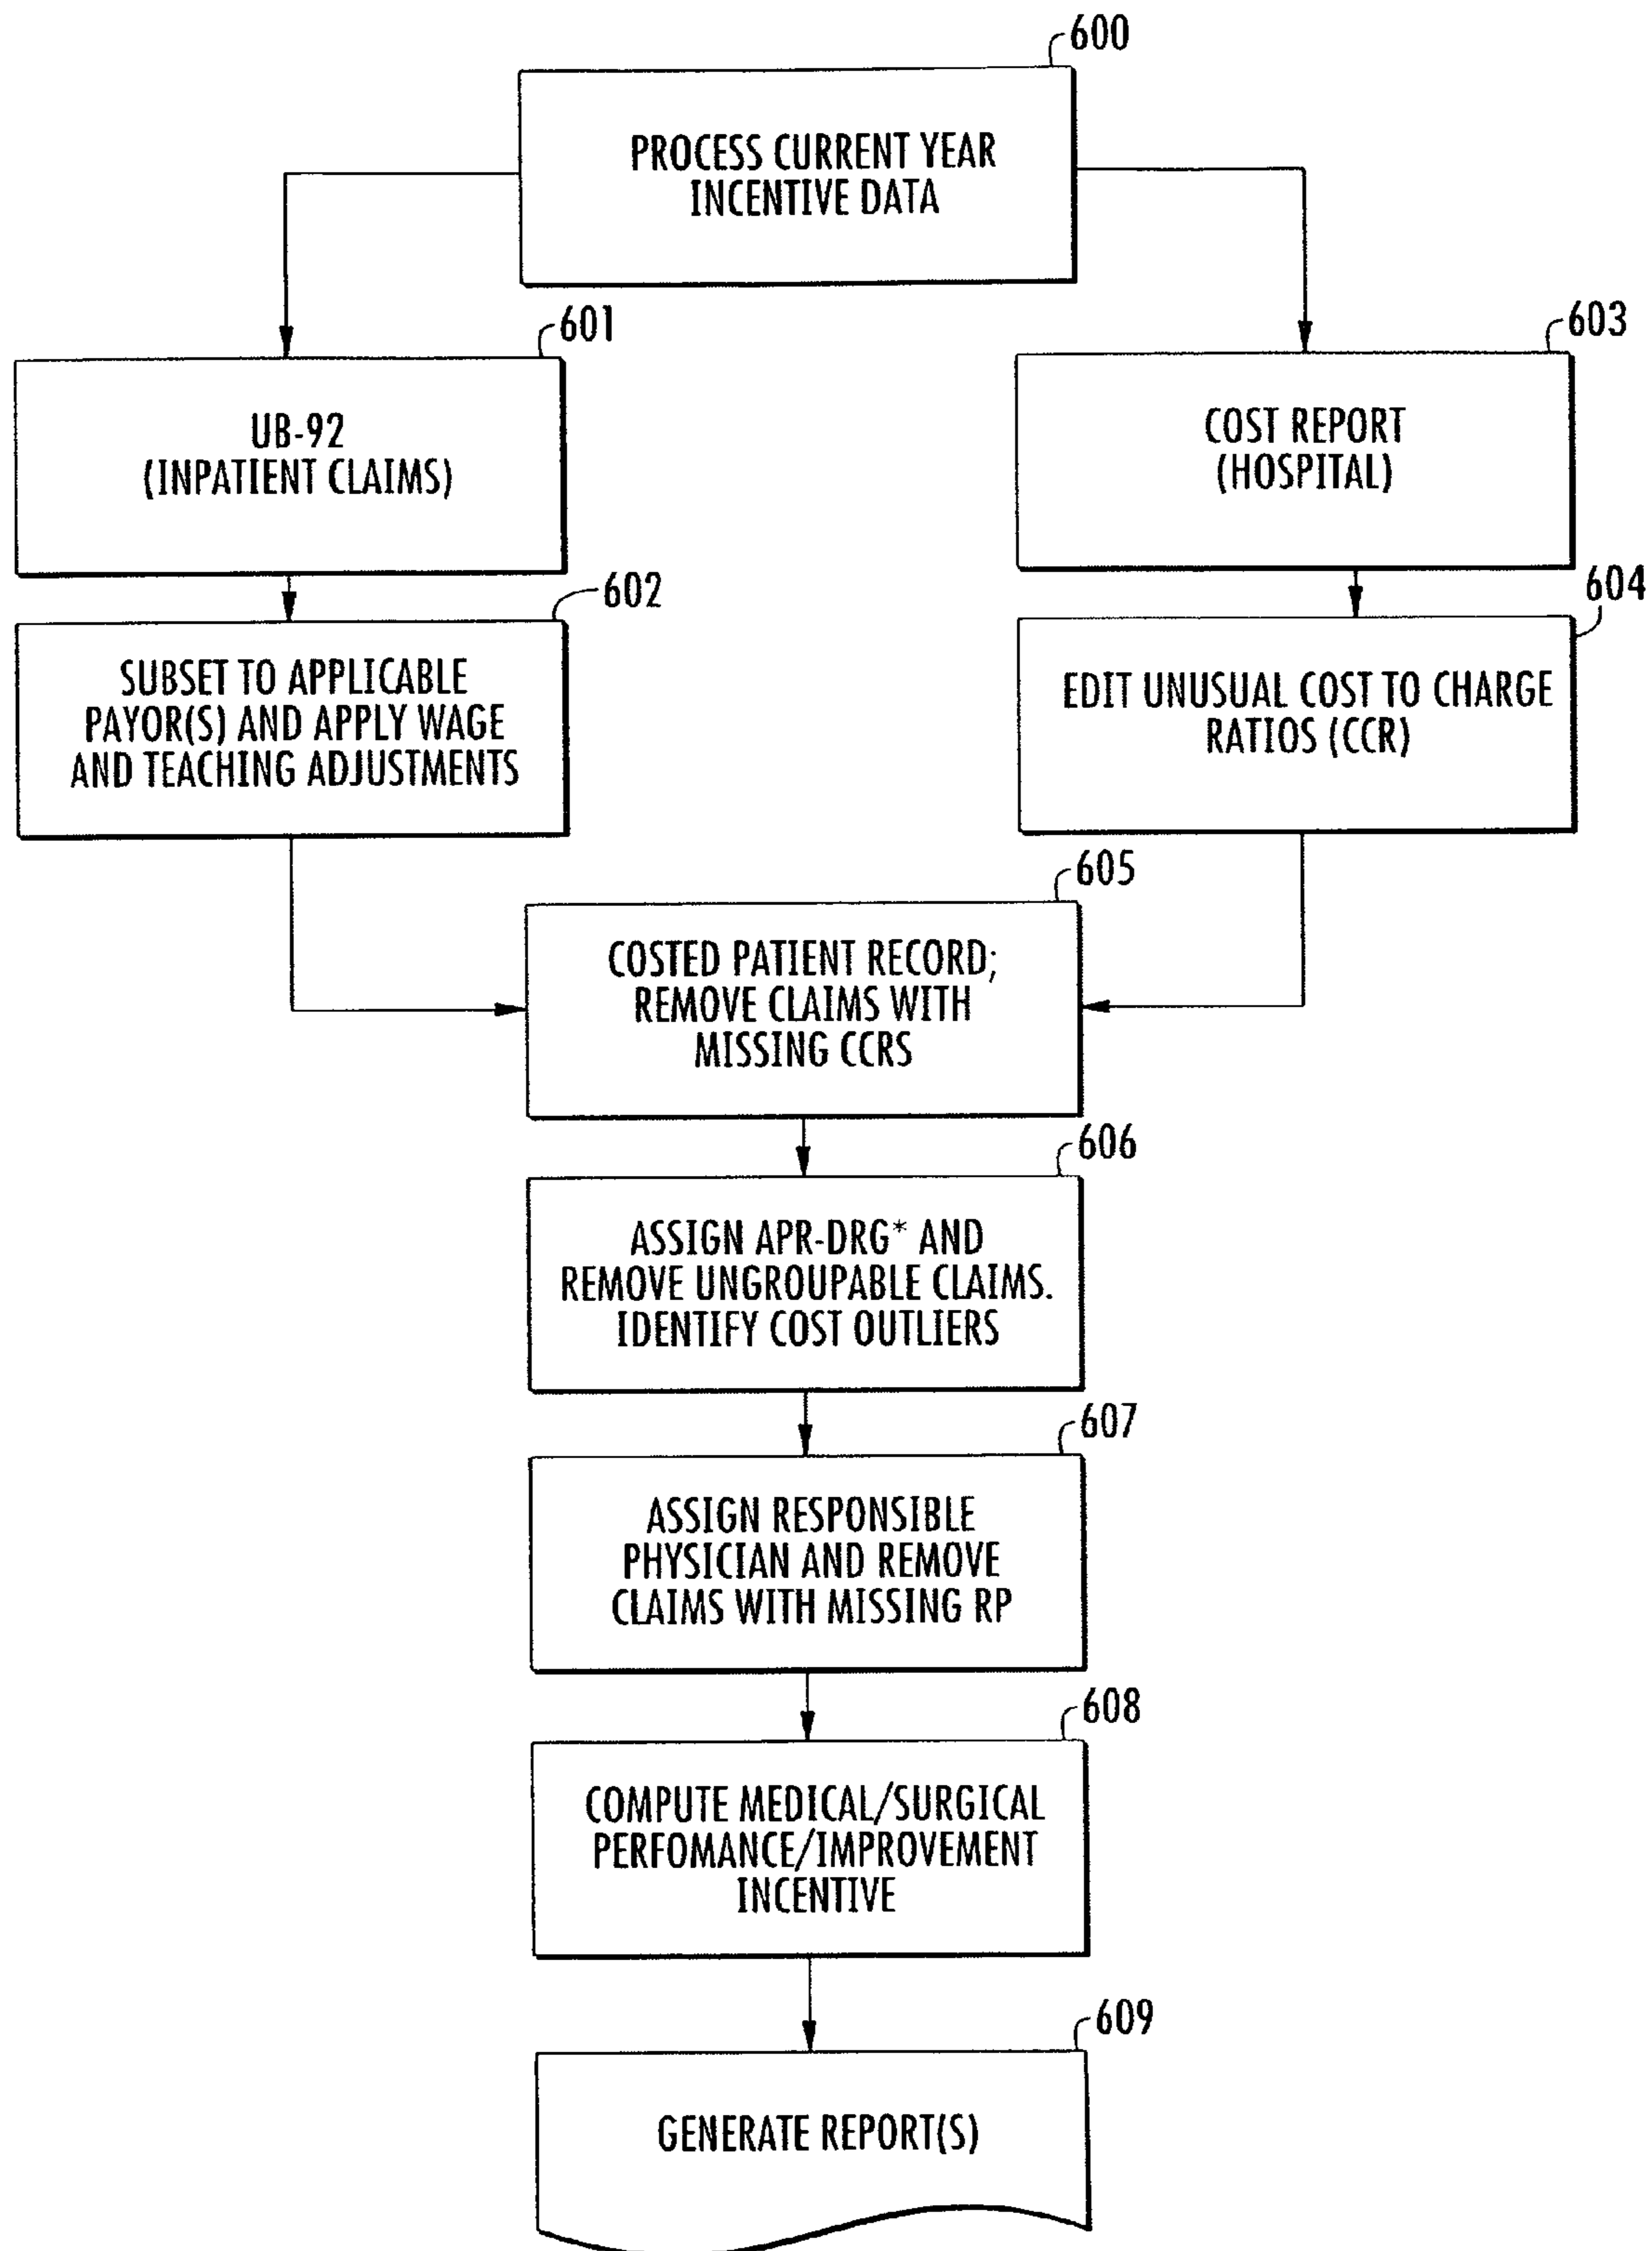 600
PROCESS CURRENT YEAR
INCENTIVE DATA
601
UB-92
(INPATIENT CLAIMS)
603
COST REPORT
(HOSPITAL)
602
SUBSET TO APPLICABLE
PAYOR(S) AND APPLY WAGE
AND TEACHING ADJUSTMENTS
604
EDIT UNUSUAL COST TO CHARGE
RATIOS (CCR)
605
COSTED PATIENT RECORD;
REMOVE CLAIMS WITH
MISSING CCRS
606
ASSIGN APR-DRG* AND
REMOVE UNGROUPABLE CLAIMS.
IDENTIFY COST OUTLIERS
607
ASSIGN RESPONSIBLE
PHYSICIAN AND REMOVE
CLAIMS WITH MISSING RP
608
COMPUTE MEDICAL/SURGICAL
PERFOMANCE/IMPROVEMENT
INCENTIVE
609
GENERATE REPORT(S)